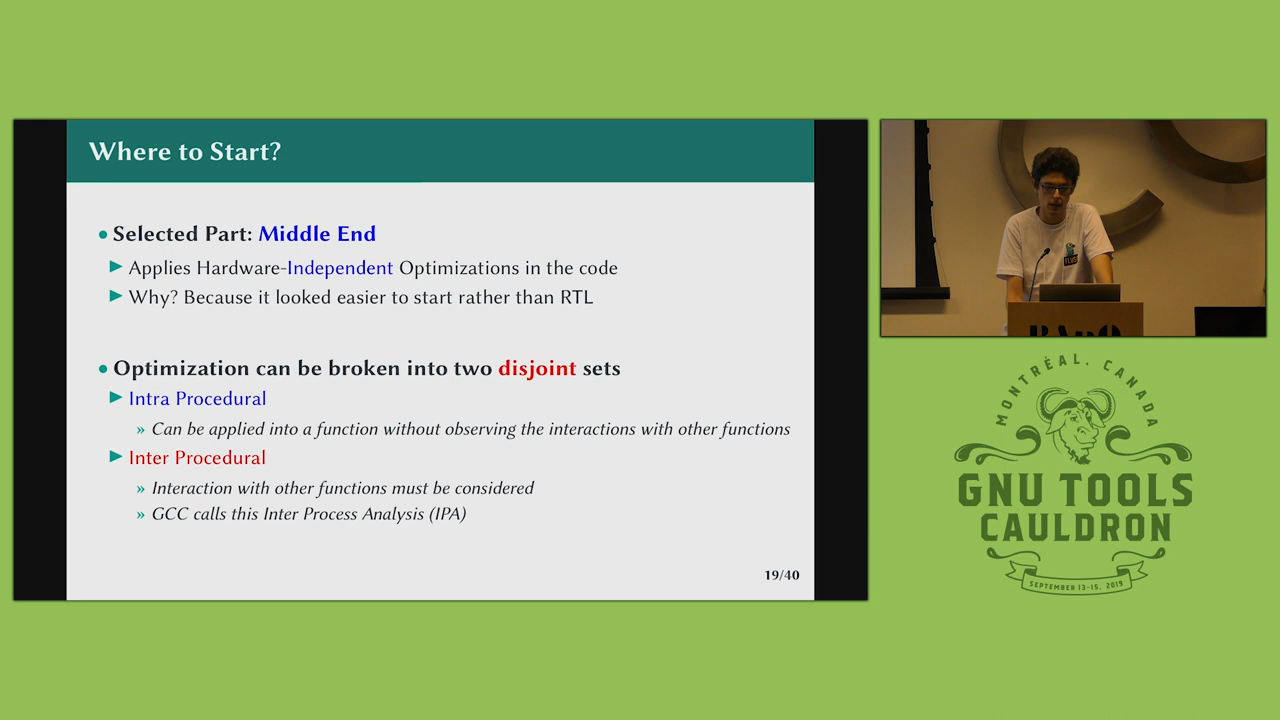 Where to Start?
• Selected Part: Middle End
▶ Applies Hardware-Independent Optimizations in the code
▶ Why? Because it looked easier to start rather than RTL
• Optimization can be broken into two disjoint sets
▶ Intra Procedural
» Can be applied into a function without observing the interactions with other functions
▶ Inter Procedural
» Interaction with other functions must be considered
» GCC calls this Inter Process Analysis (IPA)
19/40
MONTRÉAL, CANADA
GNU TOOLS
CAULDRON
SEPTEMBER 13-15, 2019